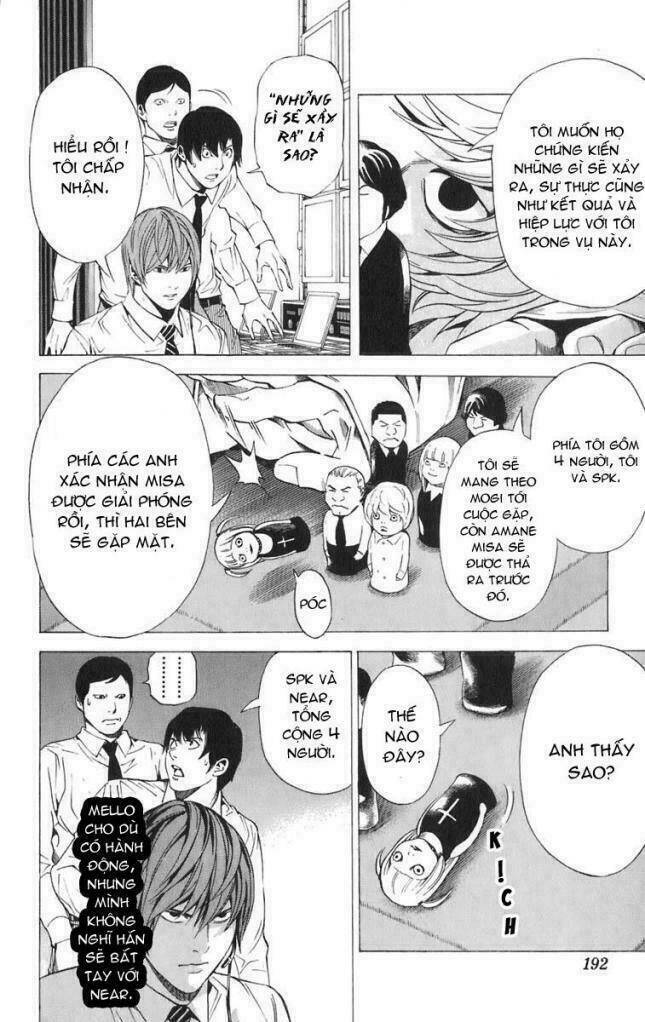 TÔI MUỐN HỌ
CHỨNG KIẾN
NHŨNG GÌ SẼ XẢY
RA, SỰ THỰC CŨNG
NHƯ KẾT QUẢ VÀ
HIỆP LỰC VỚI TÔI
TRONG VỤ NÀY.
"NHỮNG
GÌ SẼ XẢY
RA" LÀ
SAO?
HIỂU RỒI !
TÔI CHẤP
NHẬN.
PHÍA TÔI GỒM
4 NGƯỜI, TÔI
VÀ SPK.
TÔI SẼ
MANG THEO
MOGI TỚI
CUỘC GẶP,
CÒN AMANE
MISA SẼ
ĐƯỢC THẢ
RA TRƯỚC
ĐÓ.
PHÍA CÁC ANH
XÁC NHẬN MISA
ĐƯỢC GIẢI PHÓNG
RỒI, THÌ HAI BÊN
SẼ GẶP MẶT.
PÓC
ANH THẤY
SAO?
THẾ
NÀO
ĐÂY?
KỊCH
SPK VÀ
NEAR,
TỔNG
CỘNG 4
NGƯỜI.
MELLO
CHO DÙ
CÓ HÀNH
ĐỘNG,
NHƯNG
MÌNH
KHÔNG
NGHĨ HẮN
SẼ BẮT
TAY VỚI
NEAR.
192